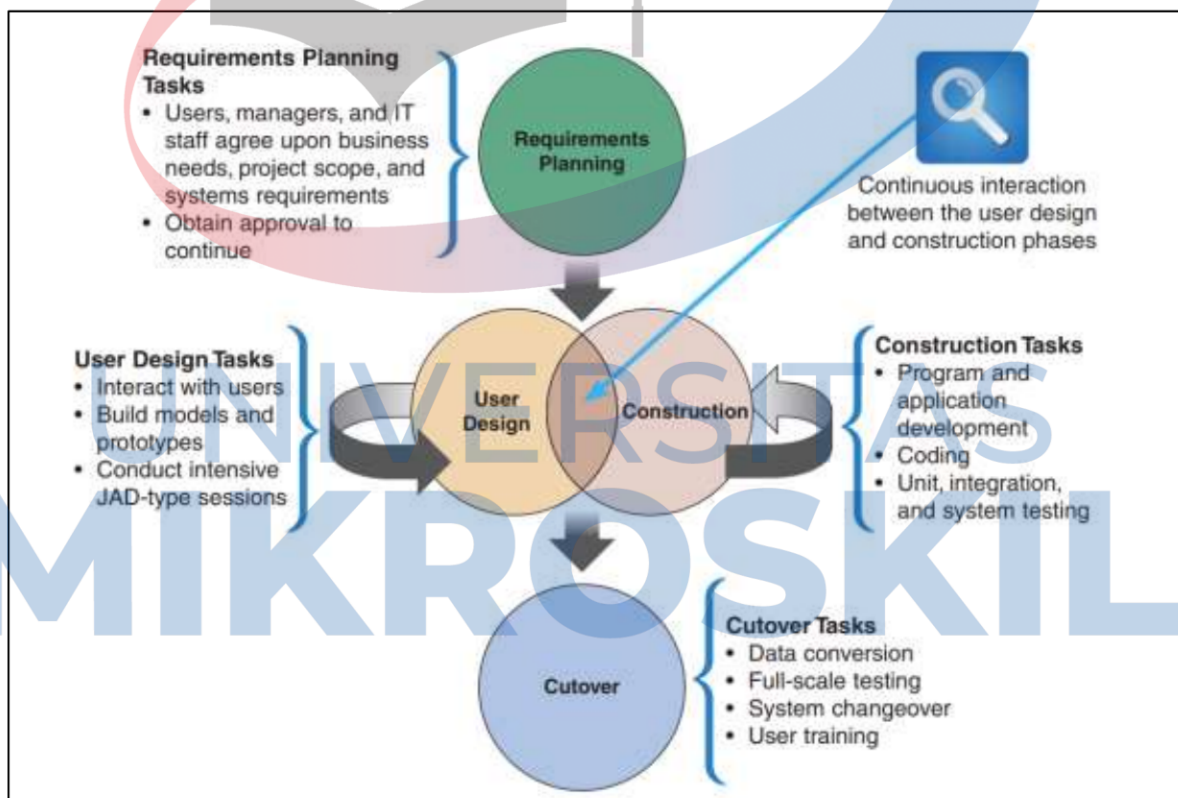 Requirements Planning
Tasks
• Users, managers, and IT
staff agree upon business
needs, project scope, and
systems requirements
• Obtain approval to
continue
Requirements
Planning
Continuous interaction
between the user design
and construction phases
User Design Tasks
• Interact with users
• Build models and
prototypes
• Conduct intensive
JAD-type sessions
User
Design
Construction
Construction Tasks
• Program and
application
development
• Coding
• Unit, integration,
and system testing
UNIVERSITAS
MIKROSKIL
Cutover
Cutover Tasks
• Data conversion
• Full-scale testing
• System changeover
• User training